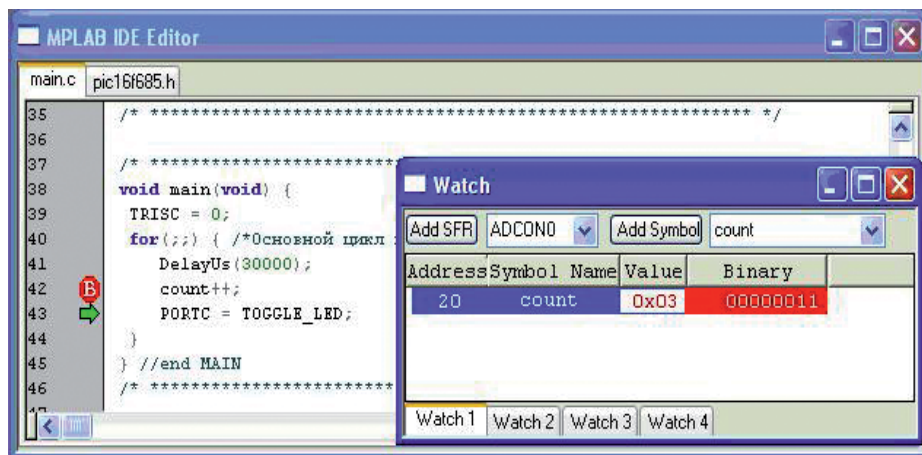 MPLAB IDE Editor
main.c pic16f685.h
35 /* ********************************************************** */
36
37 /* ************************
38 void main(void) {
39 TRISC = 0;
40 for(;;) { /*Основной цикл
41 DelayUs(30000);
42 B count++;
43 PORTC = TOGGLE_LED;
44 }
45 } //end MAIN
46 /* ************************
Watch
Add SFR ADCON0 Add Symbol count
Address Symbol Name Value Binary
20 count 0x03 00000011
Watch 1 Watch 2 Watch 3 Watch 4